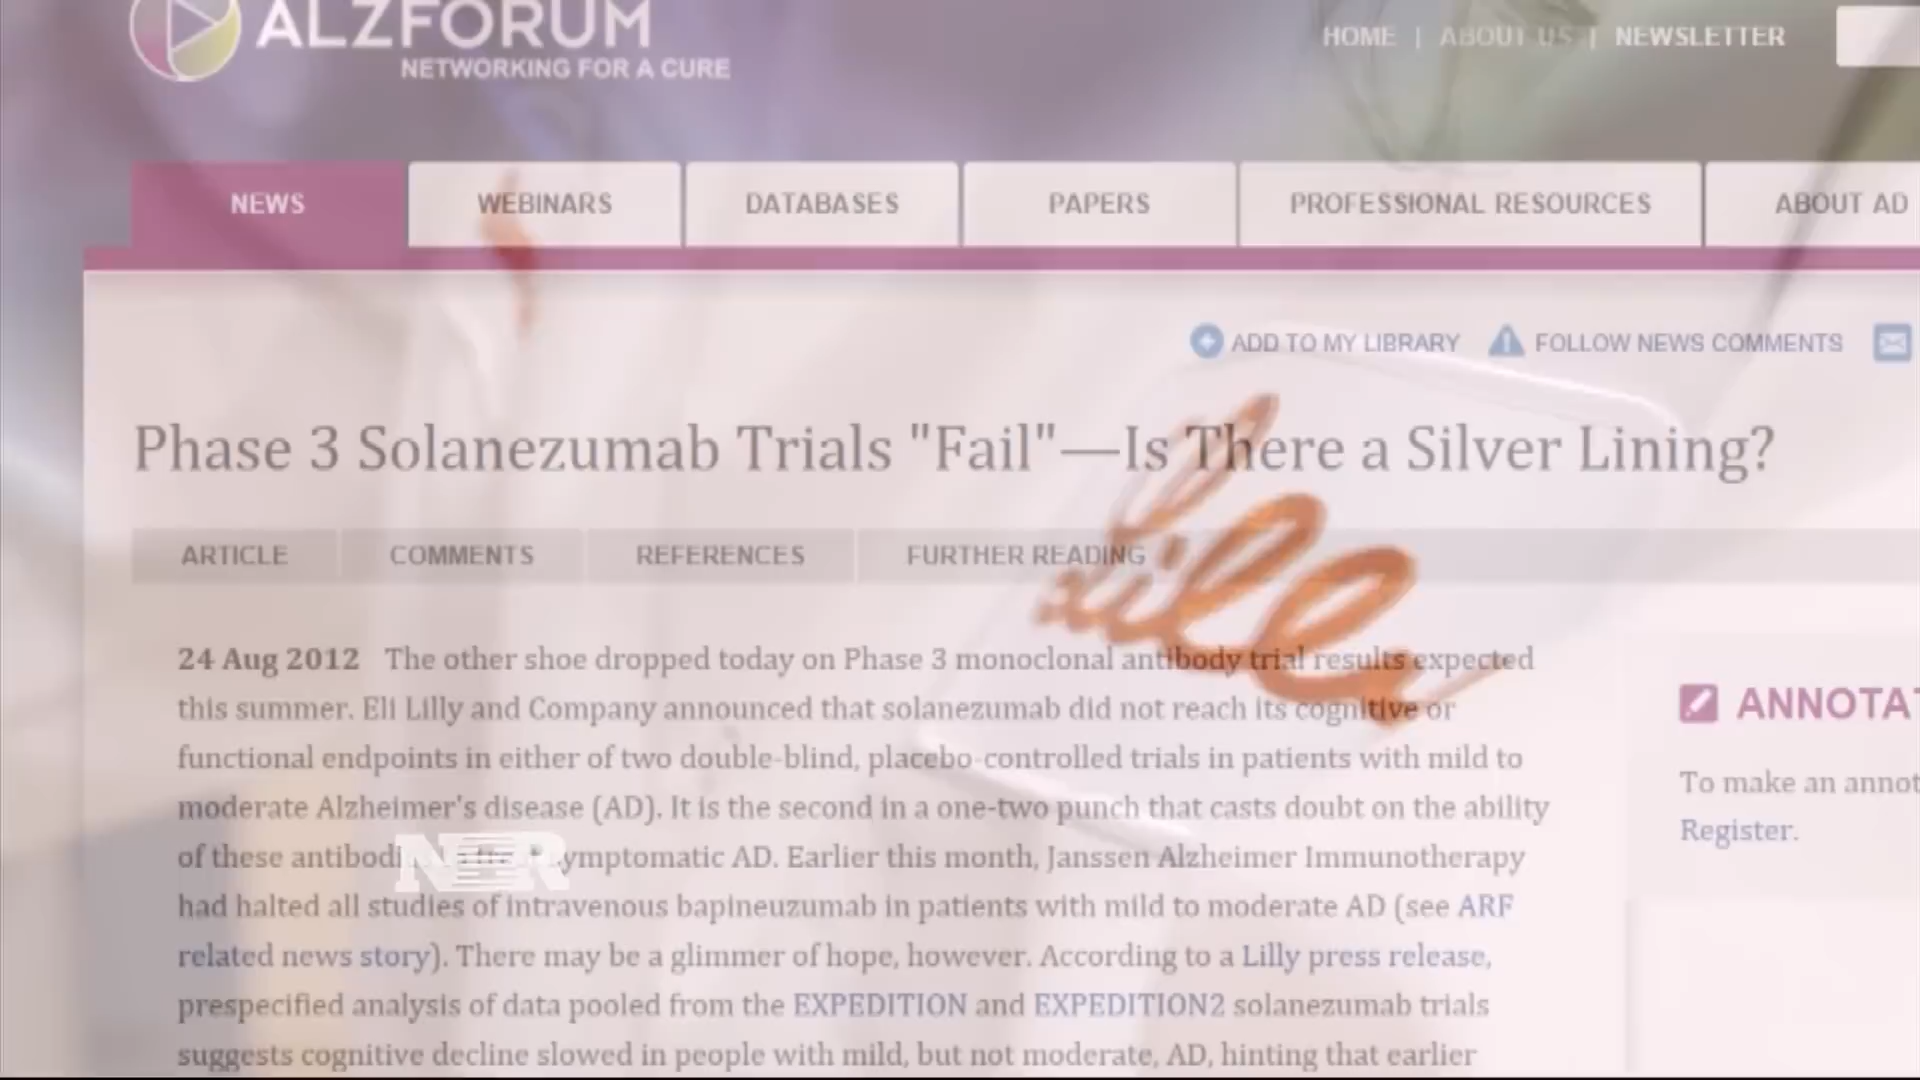 ALZFORUM
NETWORKING FOR A CURE
HOME | ABOUT US | NEWSLETTER
NEWS WEBINARS DATABASES PAPERS PROFESSIONAL RESOURCES ABOUT AD
ADD TO MY LIBRARY FOLLOW NEWS COMMENTS
Phase 3 Solanezumab Trials "Fail"—Is There a Silver Lining?
Lilly
ARTICLE COMMENTS REFERENCES FURTHER READING
24 Aug 2012 The other shoe dropped today on Phase 3 monoclonal antibody trial results expected
this summer. Eli Lilly and Company announced that solanezumab did not reach its cognitive or
functional endpoints in either of two double-blind, placebo-controlled trials in patients with mild to
moderate Alzheimer's disease (AD). It is the second in a one-two punch that casts doubt on the ability
of these symptomatic AD. Earlier this month, Janssen Alzheimer Immunotherapy
had halted all studies of intravenous bapineuzumab in patients with mild to moderate AD (see ARF
related news story). There may be a glimmer of hope, however. According to a Lilly press release,
prespecified analysis of data pooled from the EXPEDITION and EXPEDITION2 solanezumab trials
suggests cognitive decline slowed in people with mild, but not moderate, AD, hinting that earlier
ANNOTAT
To make an annot
Register.
NBR